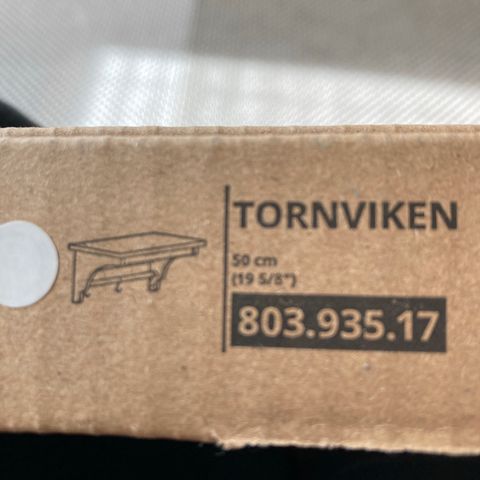 TORNVIKEN
50 cm
(19 5/8")
803.935.17